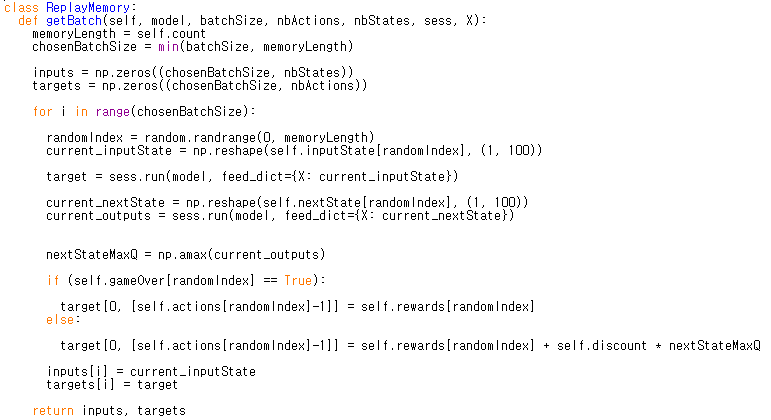 class ReplayMemory:
  def getBatch(self, model, batchSize, nbActions, nbStates, sess, X):
    memoryLength = self.count
    chosenBatchSize = min(batchSize, memoryLength)
    inputs = np.zeros((chosenBatchSize, nbStates))
    targets = np.zeros((chosenBatchSize, nbActions))
    for i in range(chosenBatchSize):
      randomIndex = random.randrange(0, memoryLength)
      current_inputState = np.reshape(self.inputState[randomIndex], (1, 100))
      target = sess.run(model, feed_dict={X: current_inputState})
      current_nextState = np.reshape(self.nextState[randomIndex], (1, 100))
      current_outputs = sess.run(model, feed_dict={X: current_nextState})
      nextStateMaxQ = np.amax(current_outputs)
      if (self.gameOver[randomIndex] == True):
        target[0, [self.actions[randomIndex]-1]] = self.rewards[randomIndex]
      else:
        target[0, [self.actions[randomIndex]-1]] = self.rewards[randomIndex] + self.discount * nextStateMaxQ
      inputs[i] = current_inputState
      targets[i] = target
    return inputs, targets